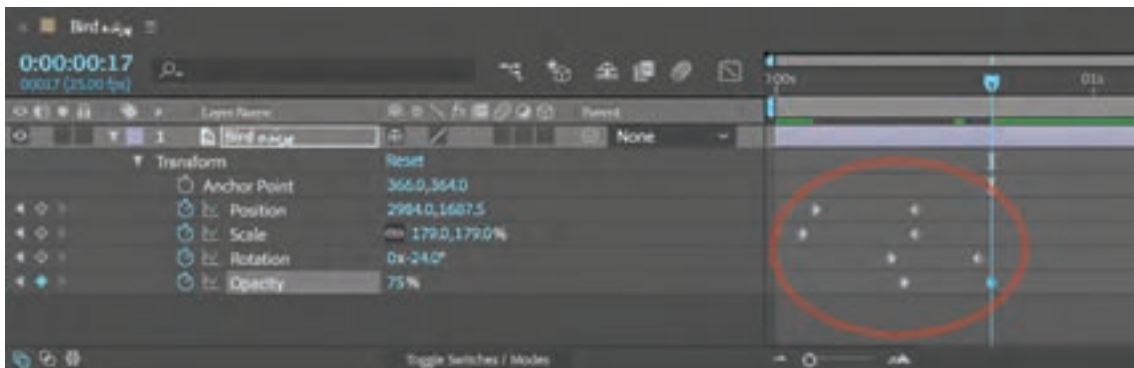 Bird
0:00:00:17
00017 (25.00 fps)
:00s
01s
# Layer Name
Parent
1 Bird
None
Transform
Reset
Anchor Point
366.0,364.0
Position
2984.0,1687.5
Scale
179.0,179.0%
Rotation
0x-24.0°
Opacity
75%
Toggle Switches / Modes